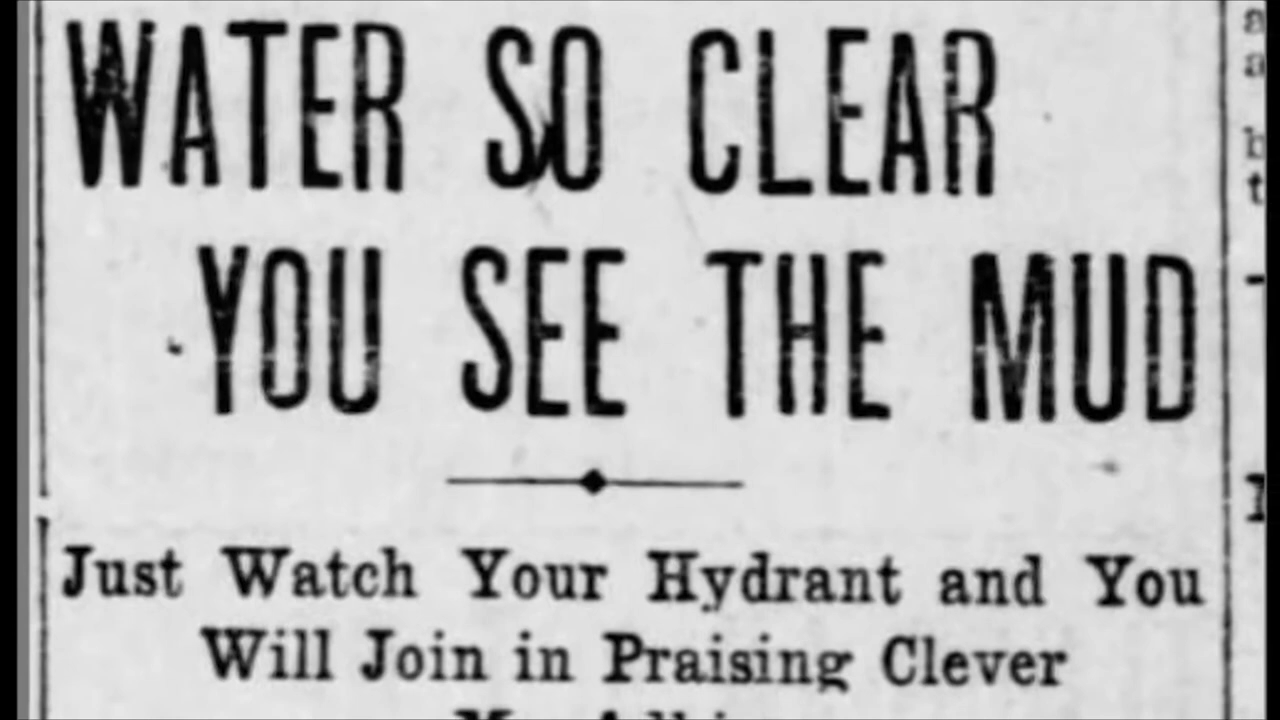 WATER SO CLEAR
YOU SEE THE MUD
Just Watch Your Hydrant and You
Will Join in Praising Clever